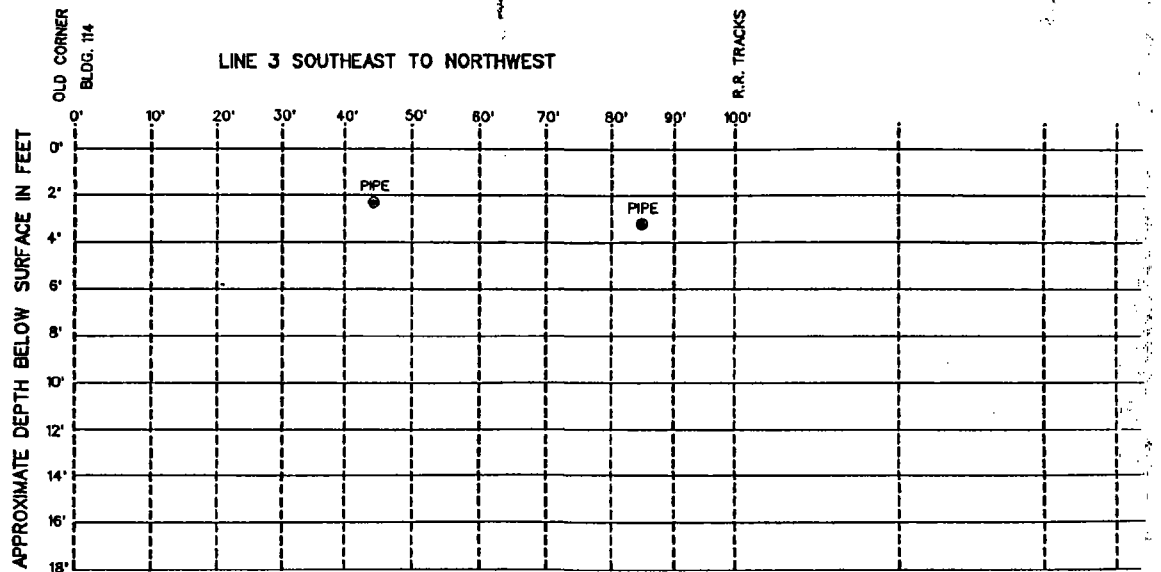 OLD CORNER
BLDG. 114
LINE 3 SOUTHEAST TO NORTHWEST
R.R. TRACKS
0' 10' 20' 30' 40' 50' 60' 70' 80' 90' 100'
APPROXIMATE DEPTH BELOW SURFACE IN FEET
0'
2'
4'
6'
8'
10'
12'
14'
16'
18'
PIPE
PIPE